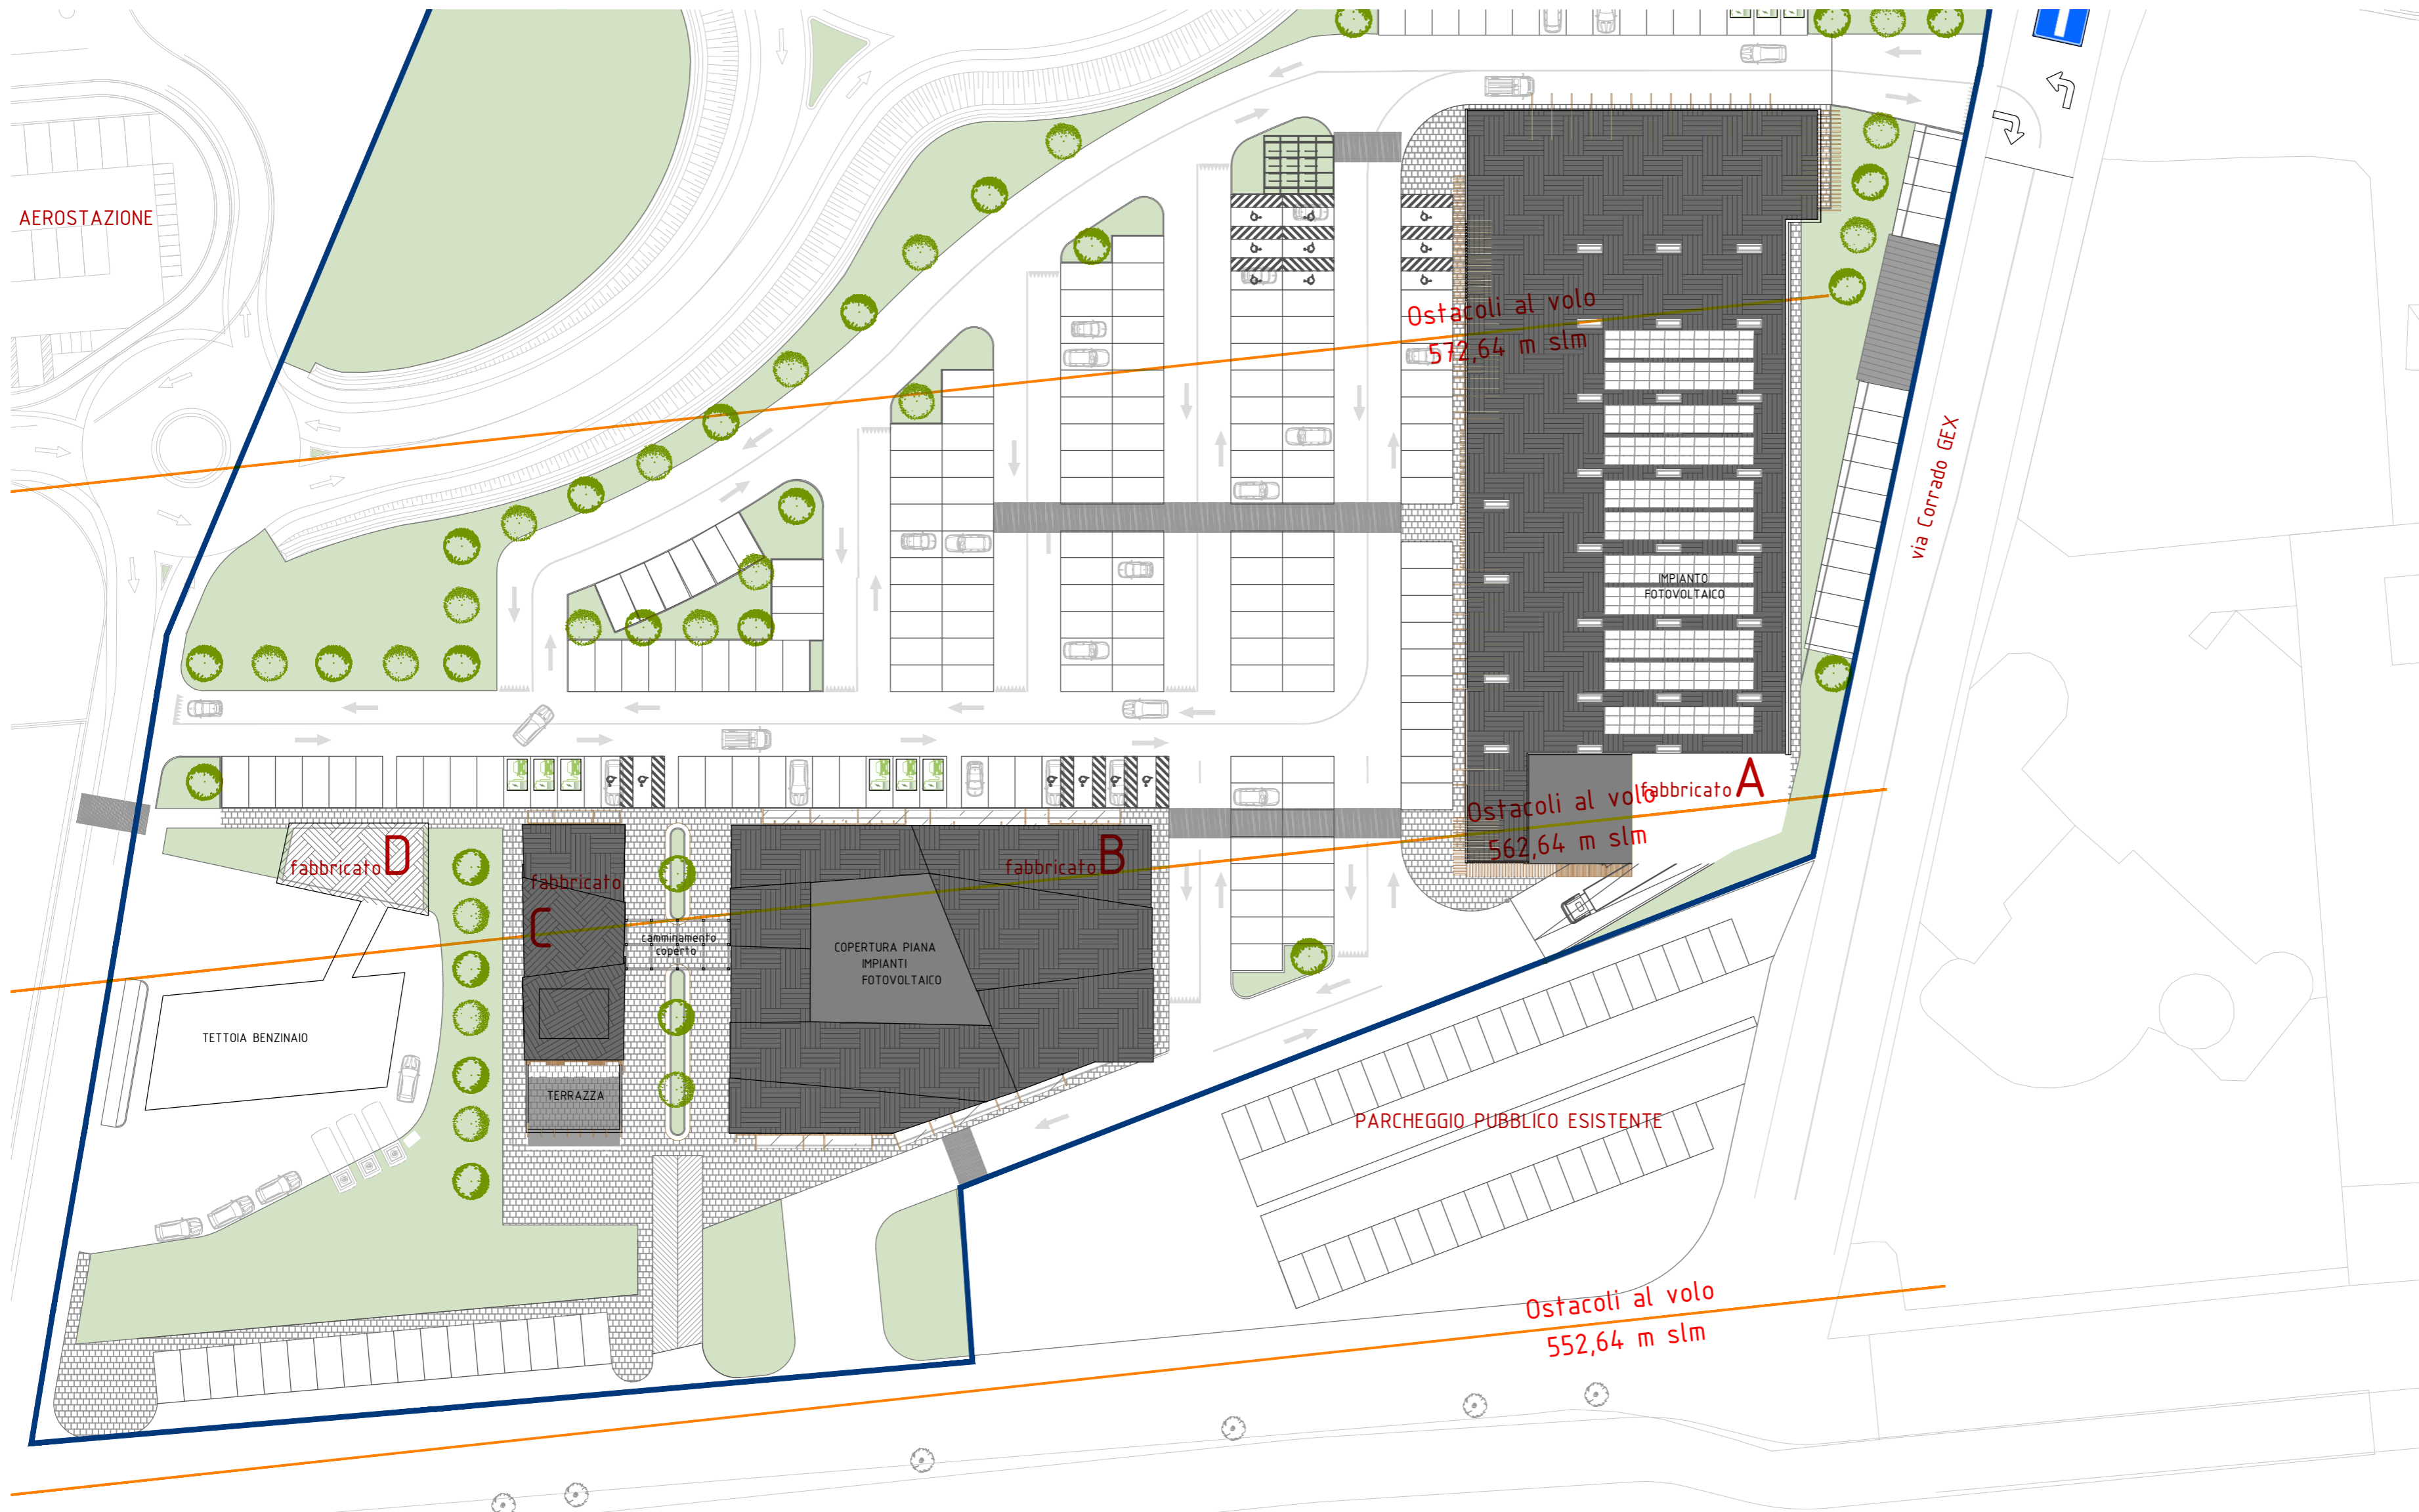 AEROSTAZIONE
Ostacoli al volo
572,64 m slm
via Corrado GEX
IMPIANTO
FOTOVOLTAICO
fabbricato A
Ostacoli al volo
562,64 m slm
fabbricato B
fabbricato D
fabbricato
C
camminamento
coperto
COPERTURA PIANA
IMPIANTI
FOTOVOLTAICO
TETTOIA BENZINAIO
TERRAZZA
PARCHEGGIO PUBBLICO ESISTENTE
Ostacoli al volo
552,64 m slm